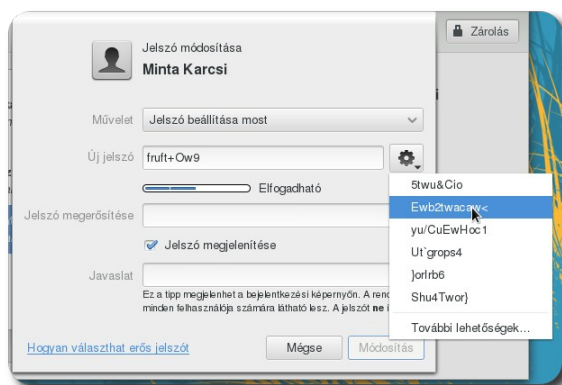 Zárolás
Jelszó módosítása
Minta Karcsi
Művelet
Jelszó beállítása most
Új jelszó
fruft+Ow9
Elfogadható
5twu&Cio
Ewb2twacaw<
yu/CuEwHoc1
Ut`grops4
}orIrb6
Shu4Twor}
További lehetőségek…
Jelszó megerősítése
Jelszó megjelenítése
Javaslat
Ez a tipp megjelenhet a bejelentkezési képernyőn. A
minden felhasználója számára látható lesz. A jelszót ne
Hogyan választhat erős jelszót
Mégse
Módosítás